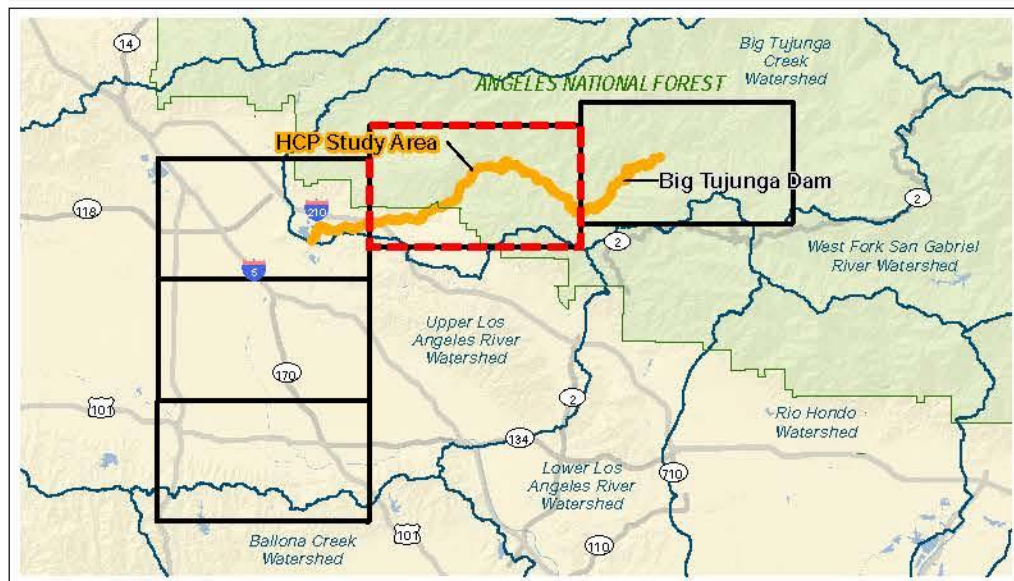 14
Big Tujunga
Creek
Watershed
ANGELES NATIONAL FOREST
HCP Study Area
Big Tujunga Dam
118
210
2
2
West Fork San Gabriel
River Watershed
5
Upper Los
Angeles River
Watershed
170
101
2
134
Rio Hondo
Watershed
Lower Los
Angeles River
Watershed
710
101
Ballona Creek
Watershed
110